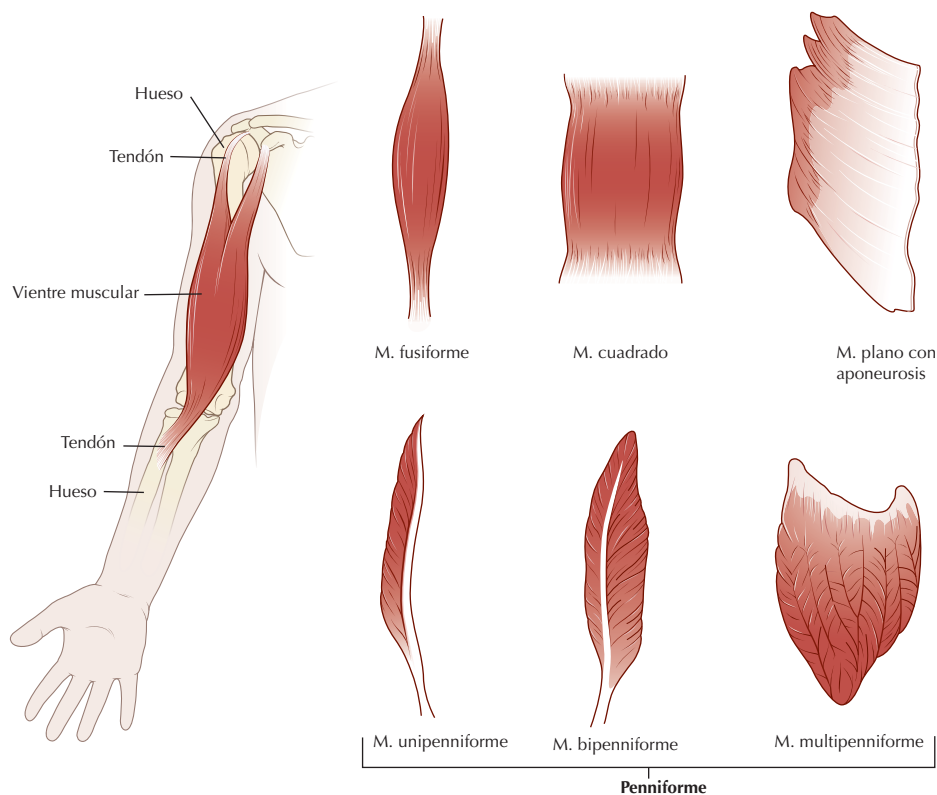 Hueso
Tendón
Vientre muscular
Tendón
Hueso
M. fusiforme
M. cuadrado
M. plano con
aponeurosis
M. unipenniforme
M. bipenniforme
M. multipenniforme
Penniforme